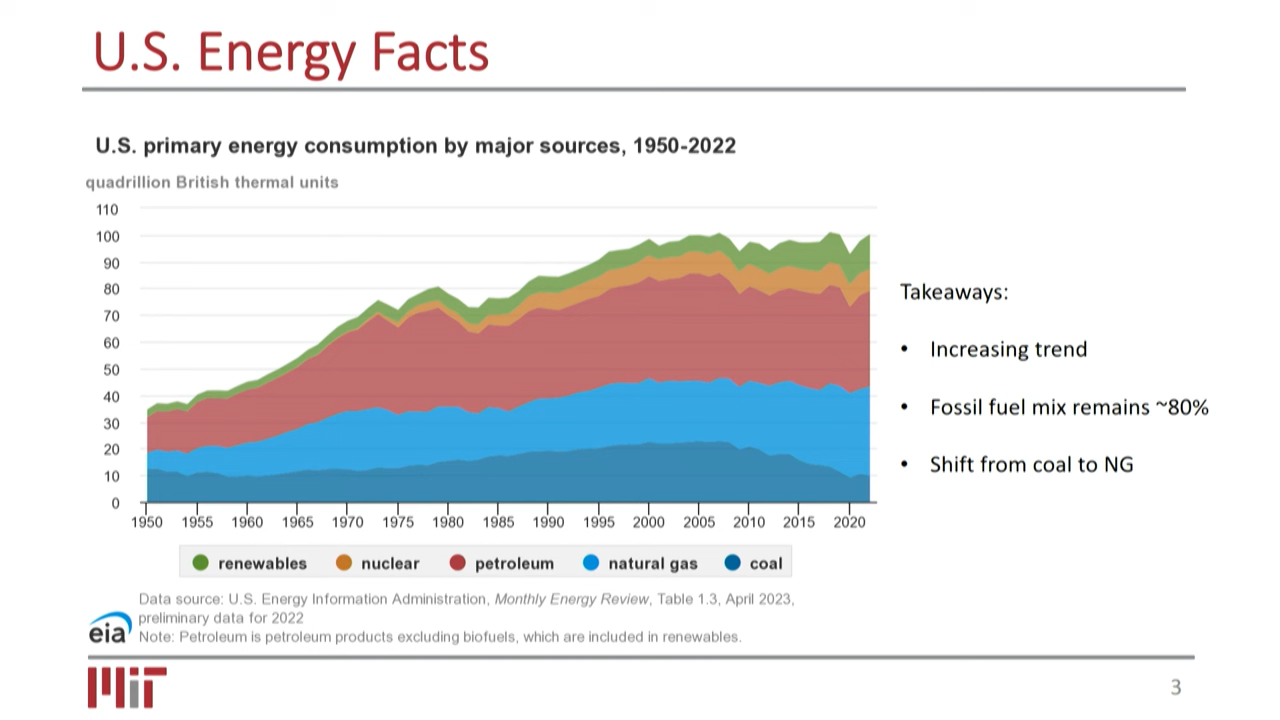 U.S. Energy Facts
U.S. primary energy consumption by major sources, 1950-2022
quadrillion British thermal units
110
100
90
80
70
60
50
40
30
20
10
0
1950 1955 1960 1965 1970 1975 1980 1985 1990 1995 2000 2005 2010 2015 2020
renewables nuclear petroleum natural gas coal
Takeaways:
• Increasing trend
• Fossil fuel mix remains ~80%
• Shift from coal to NG
Data source: U.S. Energy Information Administration, Monthly Energy Review, Table 1.3, April 2023,
preliminary data for 2022
Note: Petroleum is petroleum products excluding biofuels, which are included in renewables.
eia
MIT
3